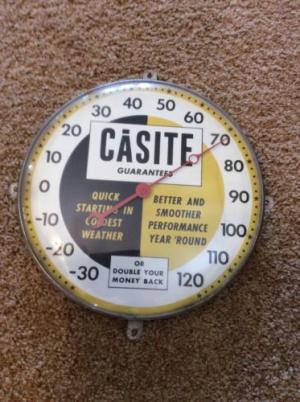 CASITE
GUARANTEES
QUICK
STARTING IN
COLDEST
WEATHER
BETTER AND
SMOOTHER
PERFORMANCE
YEAR 'ROUND
OR
DOUBLE YOUR
MONEY BACK
-30
-20
-10
0
10
20
30
40
50
60
70
80
90
100
110
120